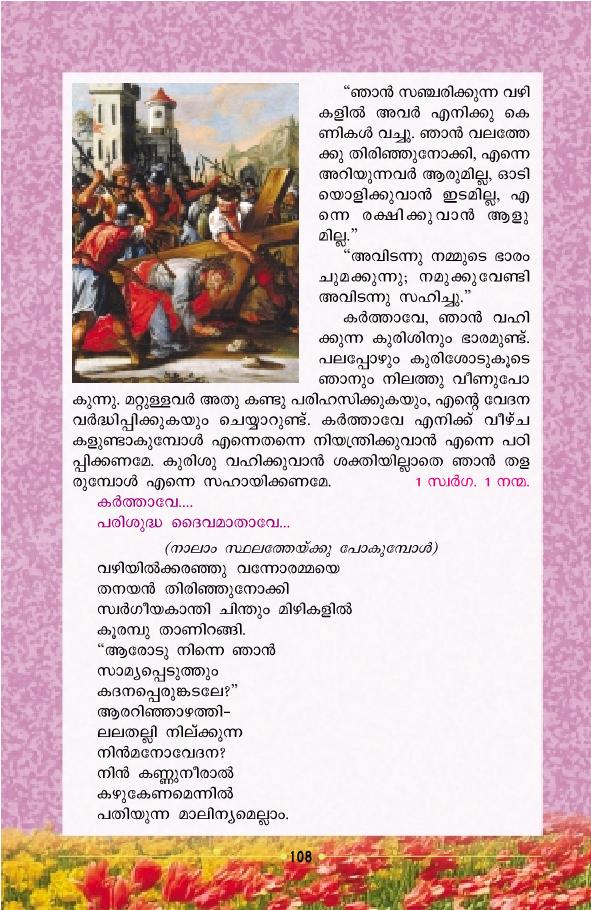 “ഞാൻ സഞ്ചരിക്കുന്ന വഴി
കളിൽ അവർ എനിക്കു കെ
ണികൾ വച്ചു. ഞാൻ വലത്തേ
ക്കു തിരിഞ്ഞുനോക്കി, എന്നെ
അറിയുന്നവർ ആരുമില്ല, ഓടി
യൊളിക്കുവാൻ ഇടമില്ല, എ
ന്നെ രക്ഷിക്കുവാൻ ആളു
മില്ല.”
“അവിടന്നു നമ്മുടെ ഭാരം
ചുമക്കുന്നു; നമുക്കുവേണ്ടി
അവിടന്നു സഹിച്ചു.”
കർത്താവേ, ഞാൻ വഹി
ക്കുന്ന കുരിശിനും ഭാരമുണ്ട്.
പലപ്പോഴും കുരിശോടുകൂടെ
ഞാനും നിലത്തു വീണുപോ
കുന്നു. മറ്റുള്ളവർ അതു കണ്ടു പരിഹസിക്കുകയും, എന്റെ വേദന
വർദ്ധിപ്പിക്കുകയും ചെയ്യാറുണ്ട്. കർത്താവേ എനിക്ക് വീഴ്ച
കളുണ്ടാകുമ്പോൾ എന്നെതന്നെ നിയന്ത്രിക്കുവാൻ എന്നെ പഠി
പ്പിക്കണമേ. കുരിശു വഹിക്കുവാൻ ശക്തിയില്ലാതെ ഞാൻ തള
രുമ്പോൾ എന്നെ സഹായിക്കണമേ. 1 സ്വർഗ. 1 നന്മ.
കർത്താവേ....
പരിശുദ്ധ ദൈവമാതാവേ...
(നാലാം സ്ഥലത്തേയ്ക്കു പോകുമ്പോൾ)
വഴിയിൽക്കരഞ്ഞു വന്നോരമ്മയെ
തനയൻ തിരിഞ്ഞുനോക്കി
സ്വർഗീയകാന്തി ചിന്തും മിഴികളിൽ
കൂരമ്പു താണിറങ്ങി.
“ആരോടു നിന്നെ ഞാൻ
സാമ്യപ്പെടുത്തും
കദനപ്പെരുങ്കടലേ?”
ആരറിഞ്ഞാഴത്തി-
ലലതല്ലി നില്ക്കുന്ന
നിൻമനോവേദന?
നിൻ കണ്ണുനീരാൽ
കഴുകേണമെന്നിൽ
പതിയുന്ന മാലിന്യമെല്ലാം.
108